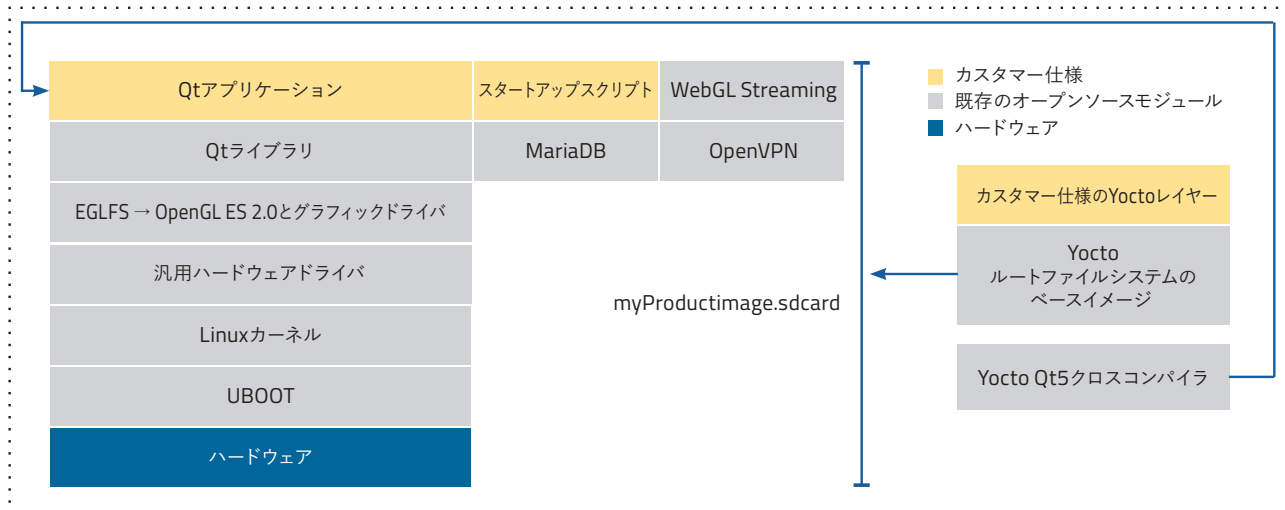 Qtアプリケーション
スタートアップスクリプト
WebGL Streaming
Qtライブラリ
MariaDB
OpenVPN
EGLFS → OpenGL ES 2.0とグラフィックドライバ
汎用ハードウェアドライバ
Linuxカーネル
UBOOT
ハードウェア
myProductimage.sdcard
カスタマー仕様
既存のオープンソースモジュール
ハードウェア
カスタマー仕様のYoctoレイヤー
Yocto
ルートファイルシステムの
ベースイメージ
Yocto Qt5クロスコンパイラ